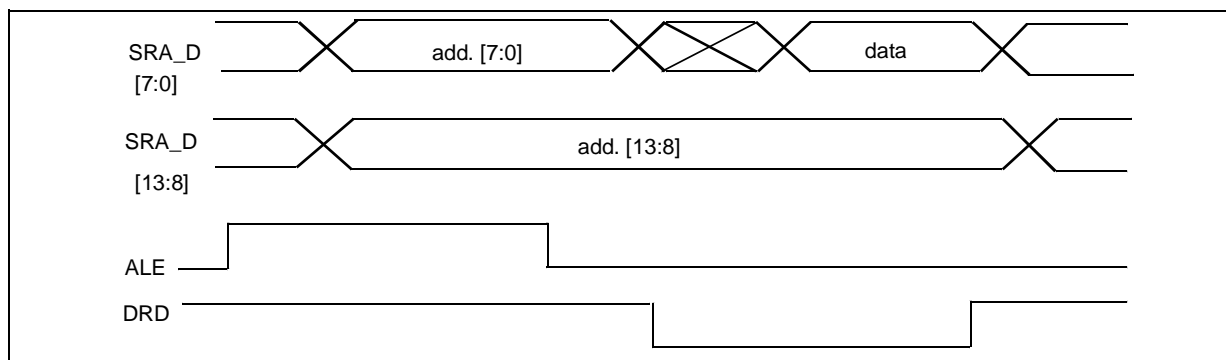 SRA_D
[7:0]
add. [7:0]
data
SRA_D
[13:8]
add. [13:8]
ALE
DRD